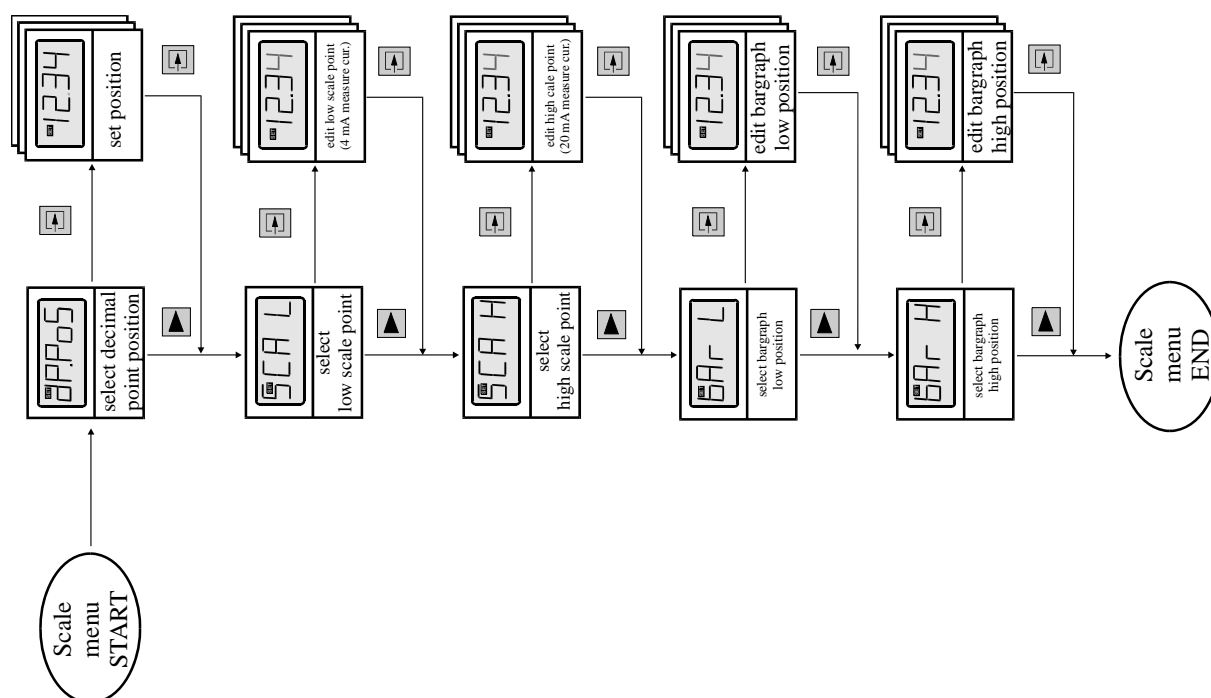 Scale
menu
START
dP.PoS
select decimal
point position
12.34
set position
SCA L
select
low scale point
12.34
edit low scale point
(4 mA measure cur.)
SCA H
select
high scale point
12.34
edit high cale point
(20 mA measure cur.)
bAr L
select bargraph
low position
12.34
edit bargraph
low position
bAr H
select bargraph
high position
12.34
edit bargraph
high position
Scale
menu
END